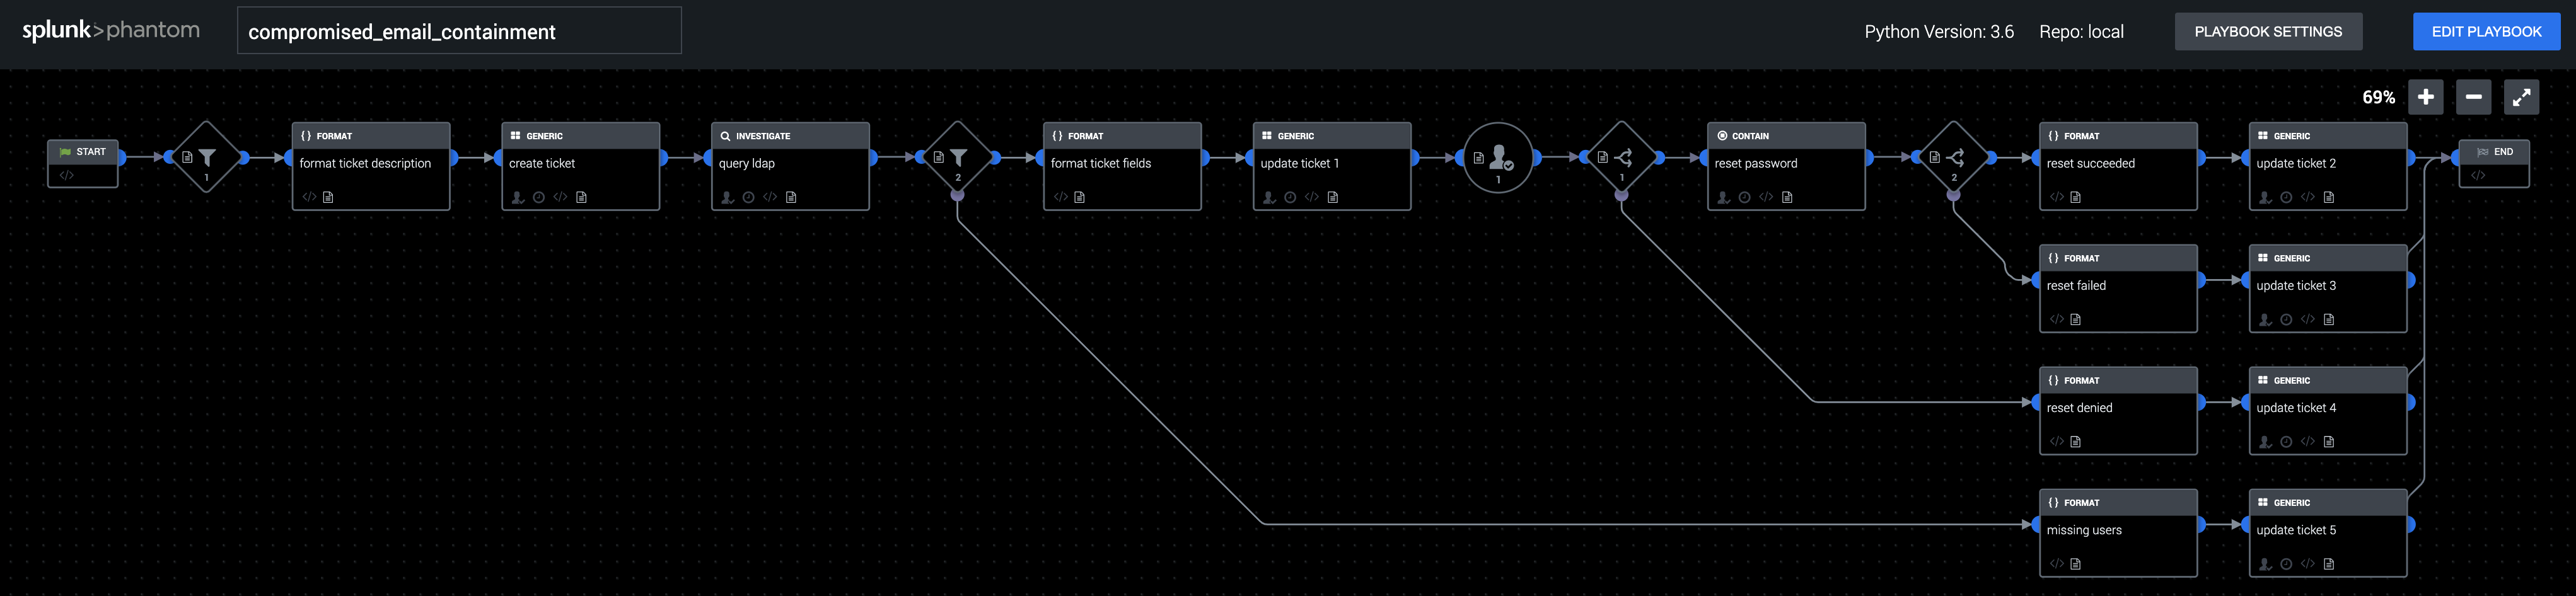 splunk>phantom
compromised_email_containment
Python Version: 3.6
Repo: local
PLAYBOOK SETTINGS
EDIT PLAYBOOK
69%
START
1
{ } FORMAT
format ticket description
GENERIC
create ticket
INVESTIGATE
query ldap
2
{ } FORMAT
format ticket fields
GENERIC
update ticket 1
1
1
CONTAIN
reset password
2
{ } FORMAT
reset succeeded
GENERIC
update ticket 2
END
{ } FORMAT
reset failed
GENERIC
update ticket 3
{ } FORMAT
reset denied
GENERIC
update ticket 4
{ } FORMAT
missing users
GENERIC
update ticket 5